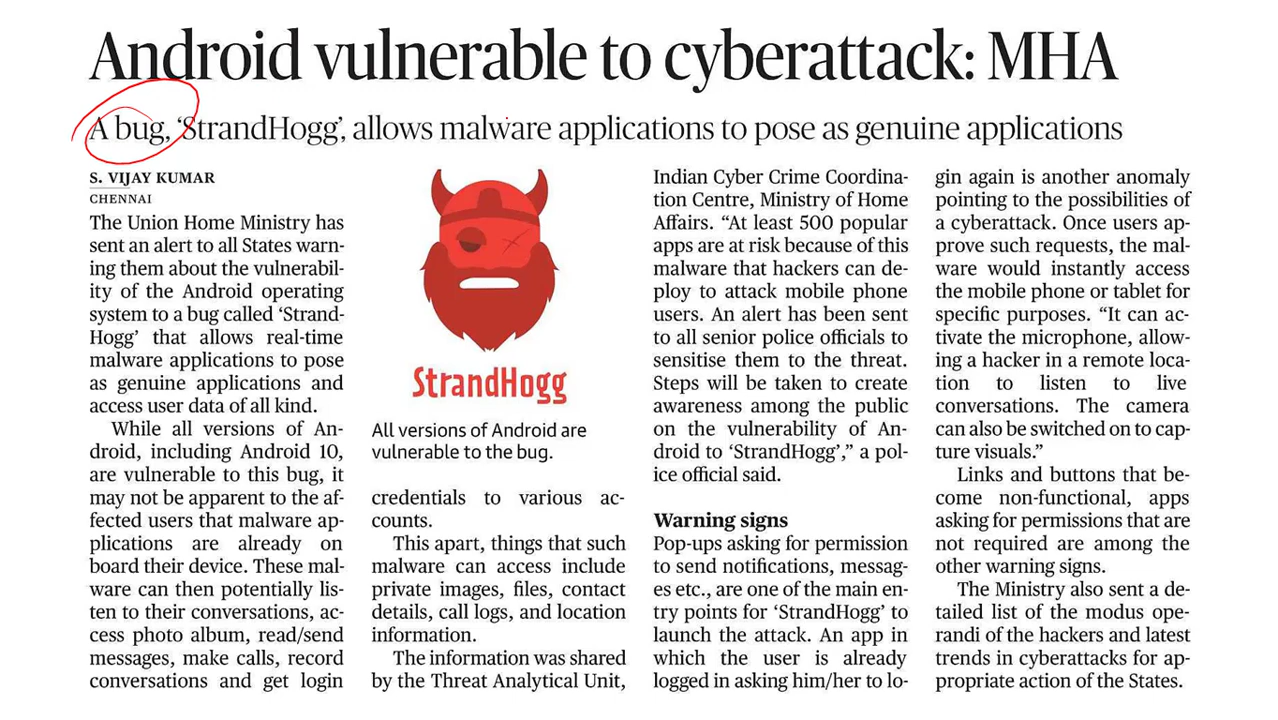 Android vulnerable to cyberattack: MHA
A bug, ‘StrandHogg’, allows malware applications to pose as genuine applications
S. VIJAY KUMAR
CHENNAI
The Union Home Ministry has
sent an alert to all States warn-
ing them about the vulnerabil-
ity of the Android operating
system to a bug called ‘Strand-
Hogg’ that allows real-time
malware applications to pose
as genuine applications and
access user data of all kind.
While all versions of An-
droid, including Android 10,
are vulnerable to this bug, it
may not be apparent to the af-
fected users that malware ap-
plications are already on
board their device. These mal-
ware can then potentially lis-
ten to their conversations, ac-
cess photo album, read/send
messages, make calls, record
conversations and get login
StrandHogg
All versions of Android are
vulnerable to the bug.
credentials to various ac-
counts.
This apart, things that such
malware can access include
private images, files, contact
details, call logs, and location
information.
The information was shared
by the Threat Analytical Unit,
Indian Cyber Crime Coordina-
tion Centre, Ministry of Home
Affairs. “At least 500 popular
apps are at risk because of this
malware that hackers can de-
ploy to attack mobile phone
users. An alert has been sent
to all senior police officials to
sensitise them to the threat.
Steps will be taken to create
awareness among the public
on the vulnerability of An-
droid to ‘StrandHogg’,” a pol-
ice official said.
Warning signs
Pop-ups asking for permission
to send notifications, messag-
es etc., are one of the main en-
try points for ‘StrandHogg’ to
launch the attack. An app in
which the user is already
logged in asking him/her to lo-
gin again is another anomaly
pointing to the possibilities of
a cyberattack. Once users ap-
prove such requests, the mal-
ware would instantly access
the mobile phone or tablet for
specific purposes. “It can ac-
tivate the microphone, allow-
ing a hacker in a remote loca-
tion to listen to live
conversations. The camera
can also be switched on to cap-
ture visuals.”
Links and buttons that be-
come non-functional, apps
asking for permissions that are
not required are among the
other warning signs.
The Ministry also sent a de-
tailed list of the modus ope-
randi of the hackers and latest
trends in cyberattacks for ap-
propriate action of the States.